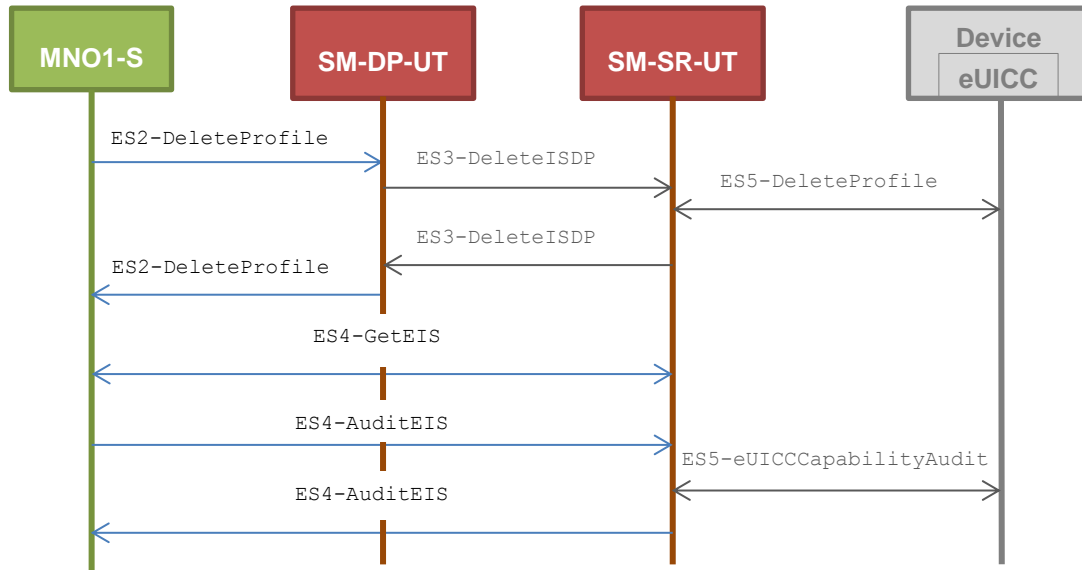 MNO1-S
SM-DP-UT
SM-SR-UT
Device
eUICC
ES2-DeleteProfile
ES3-DeleteISDP
ES5-DeleteProfile
ES3-DeleteISDP
ES2-DeleteProfile
ES4-GetEIS
ES4-AuditEIS
ES5-eUICCCapabilityAudit
ES4-AuditEIS